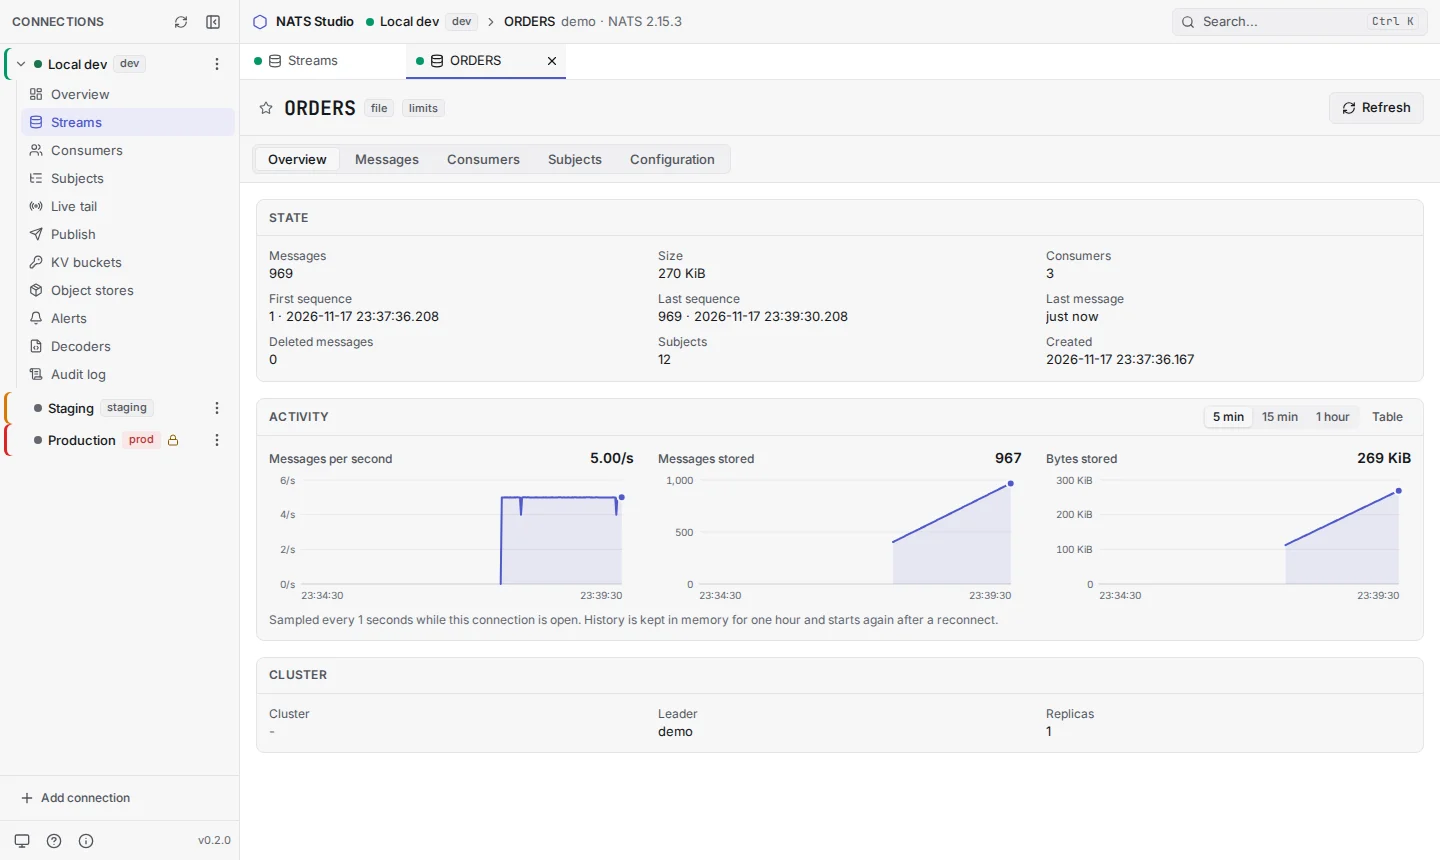 CONNECTIONS
NATS Studio Local dev dev ORDERS demo · NATS 2.15.3
Search... Ctrl K
Local dev dev
Overview
Streams
Consumers
Subjects
Live tail
Publish
KV buckets
Object stores
Alerts
Decoders
Audit log
Staging staging
Production prod
Add connection
v0.2.0
Streams ORDERS
ORDERS file limits
Refresh
Overview Messages Consumers Subjects Configuration
STATE
Messages Size Consumers
969 270 KiB 3
First sequence Last sequence Last message
1 · 2026-11-17 23:37:36.208 969 · 2026-11-17 23:39:30.208 just now
Deleted messages Subjects Created
0 12 2026-11-17 23:37:36.167
ACTIVITY 5 min 15 min 1 hour Table
Messages per second 5.00/s
6/s
4/s
2/s
0/s
23:34:30 23:39:30
Messages stored 967
1,000
500
0
23:34:30 23:39:30
Bytes stored 269 KiB
300 KiB
200 KiB
100 KiB
0
23:34:30 23:39:30
Sampled every 1 seconds while this connection is open. History is kept in memory for one hour and starts again after a reconnect.
CLUSTER
Cluster Leader Replicas
- demo 1